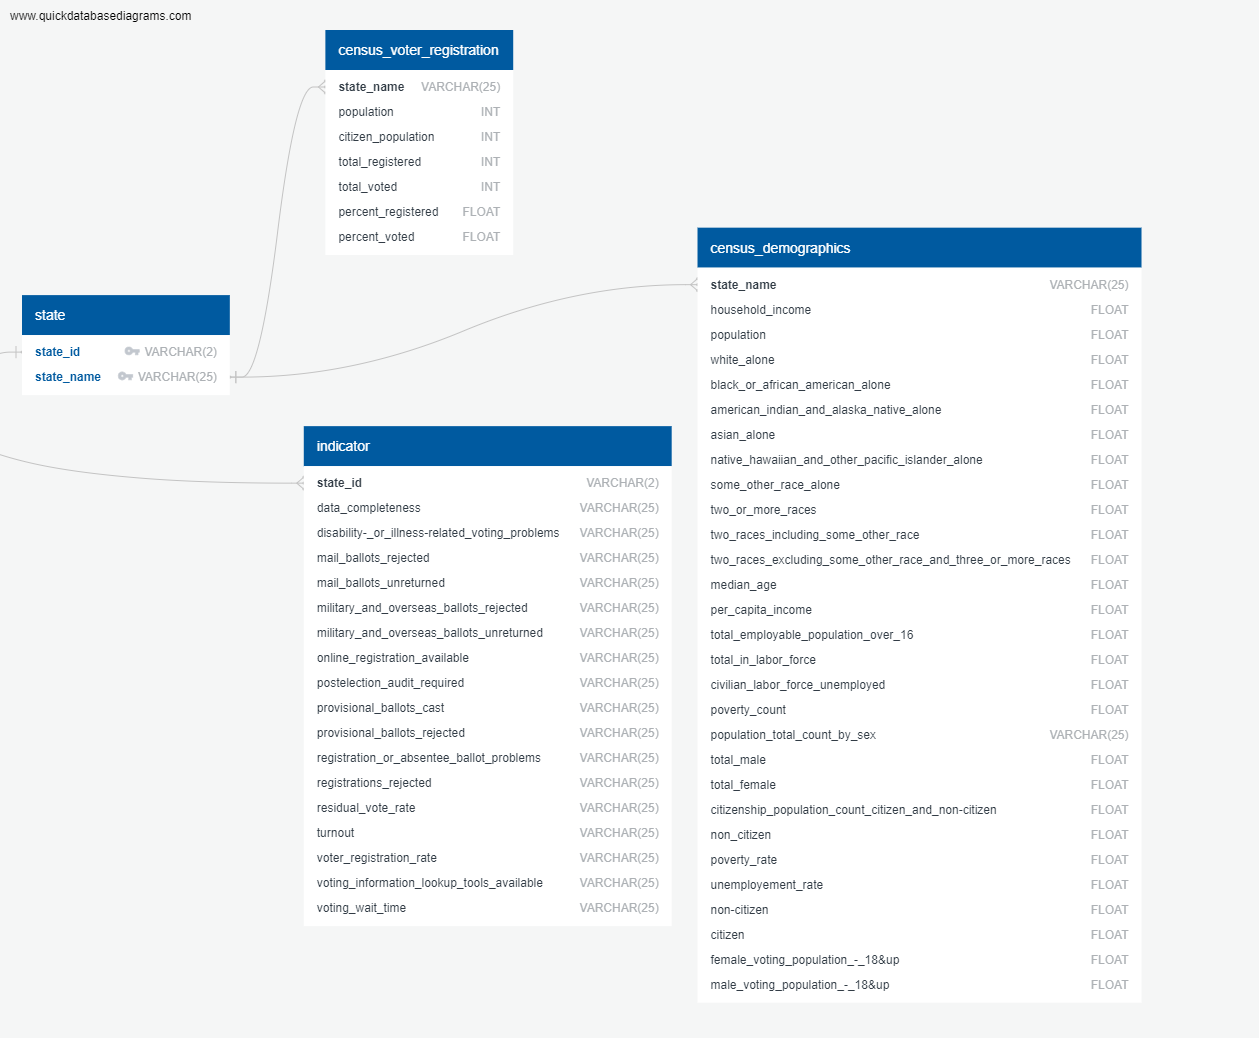 www.quickdatabasediagrams.com
census_voter_registration
state_name VARCHAR(25)
population INT
citizen_population INT
total_registered INT
total_voted INT
percent_registered FLOAT
percent_voted FLOAT
state
state_id VARCHAR(2)
state_name VARCHAR(25)
indicator
state_id VARCHAR(2)
data_completeness VARCHAR(25)
disability-_or_illness-related_voting_problems VARCHAR(25)
mail_ballots_rejected VARCHAR(25)
mail_ballots_unreturned VARCHAR(25)
military_and_overseas_ballots_rejected VARCHAR(25)
military_and_overseas_ballots_unreturned VARCHAR(25)
online_registration_available VARCHAR(25)
postelection_audit_required VARCHAR(25)
provisional_ballots_cast VARCHAR(25)
provisional_ballots_rejected VARCHAR(25)
registration_or_absentee_ballot_problems VARCHAR(25)
registrations_rejected VARCHAR(25)
residual_vote_rate VARCHAR(25)
turnout VARCHAR(25)
voter_registration_rate VARCHAR(25)
voting_information_lookup_tools_available VARCHAR(25)
voting_wait_time VARCHAR(25)
census_demographics
state_name VARCHAR(25)
household_income FLOAT
population FLOAT
white_alone FLOAT
black_or_african_american_alone FLOAT
american_indian_and_alaska_native_alone FLOAT
asian_alone FLOAT
native_hawaiian_and_other_pacific_islander_alone FLOAT
some_other_race_alone FLOAT
two_or_more_races FLOAT
two_races_including_some_other_race FLOAT
two_races_excluding_some_other_race_and_three_or_more_races FLOAT
median_age FLOAT
per_capita_income FLOAT
total_employable_population_over_16 FLOAT
total_in_labor_force FLOAT
civilian_labor_force_unemployed FLOAT
poverty_count FLOAT
population_total_count_by_sex VARCHAR(25)
total_male FLOAT
total_female FLOAT
citizenship_population_count_citizen_and_non-citizen FLOAT
non_citizen FLOAT
poverty_rate FLOAT
unemployement_rate FLOAT
non-citizen FLOAT
citizen FLOAT
female_voting_population_-_18&up FLOAT
male_voting_population_-_18&up FLOAT